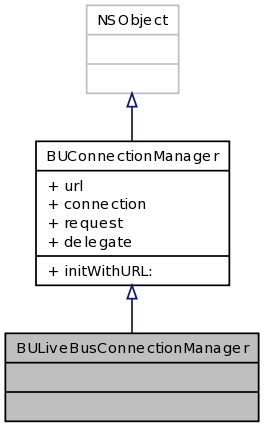 NSObject
BUConnectionManager
+ url
+ connection
+ request
+ delegate
+ initWithURL:
BULiveBusConnectionManager